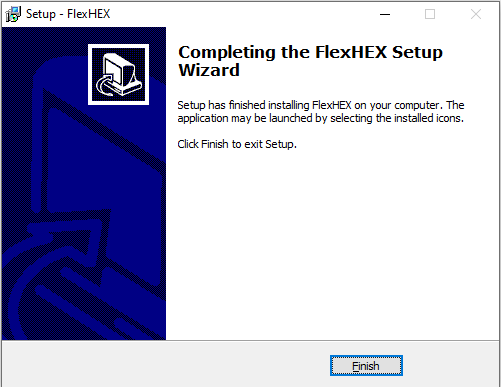 Setup - FlexHEX
Completing the FlexHEX Setup
Wizard
Setup has finished installing FlexHEX on your computer. The
application may be launched by selecting the installed icons.
Click Finish to exit Setup.
Finish